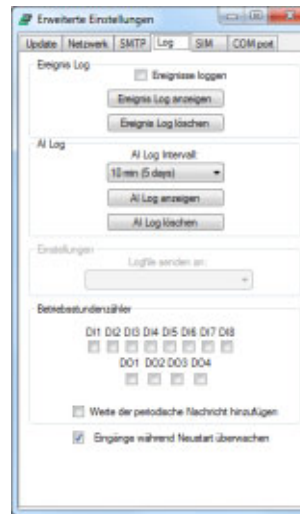 Erweiterte Einstellungen
Update Netzwerk SMTP Log SIM COM port
Ereignis Log
Ereignisse loggen
Ereignis Log anzeigen
Ereignis Log löschen
AI Log
AI Log Intervall:
10 min (5 days)
AI Log anzeigen
AI Log löschen
Einstellungen
Logfile senden an:
Betriebsstundenzähler
DI1 DI2 DI3 DI4 DI5 DI6 DI7 DI8
DO1 DO2 DO3 DO4
Werte der periodische Nachricht hinzufügen
Eingänge während Neustart überwachen